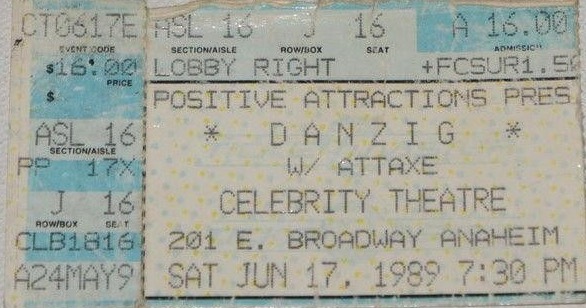 CT0617E ASL 16 J 16 A 16.00
EVENT CODE SECTION/AISLE ROW/BOX SEAT ADMISSION
$16.00 LOBBY RIGHT +FCSUR1.50
PRICE
$ POSITIVE ATTRACTIONS PRES
ASL 16 * DANZIG *
SECTION/AISLE
PP 17X W/ ATTAXE
J 16 CELEBRITY THEATRE
ROW/BOX SEAT
CLB1816 201 E. BROADWAY ANAHEIM
A24MAY9 SAT JUN 17, 1989 7:30 PM